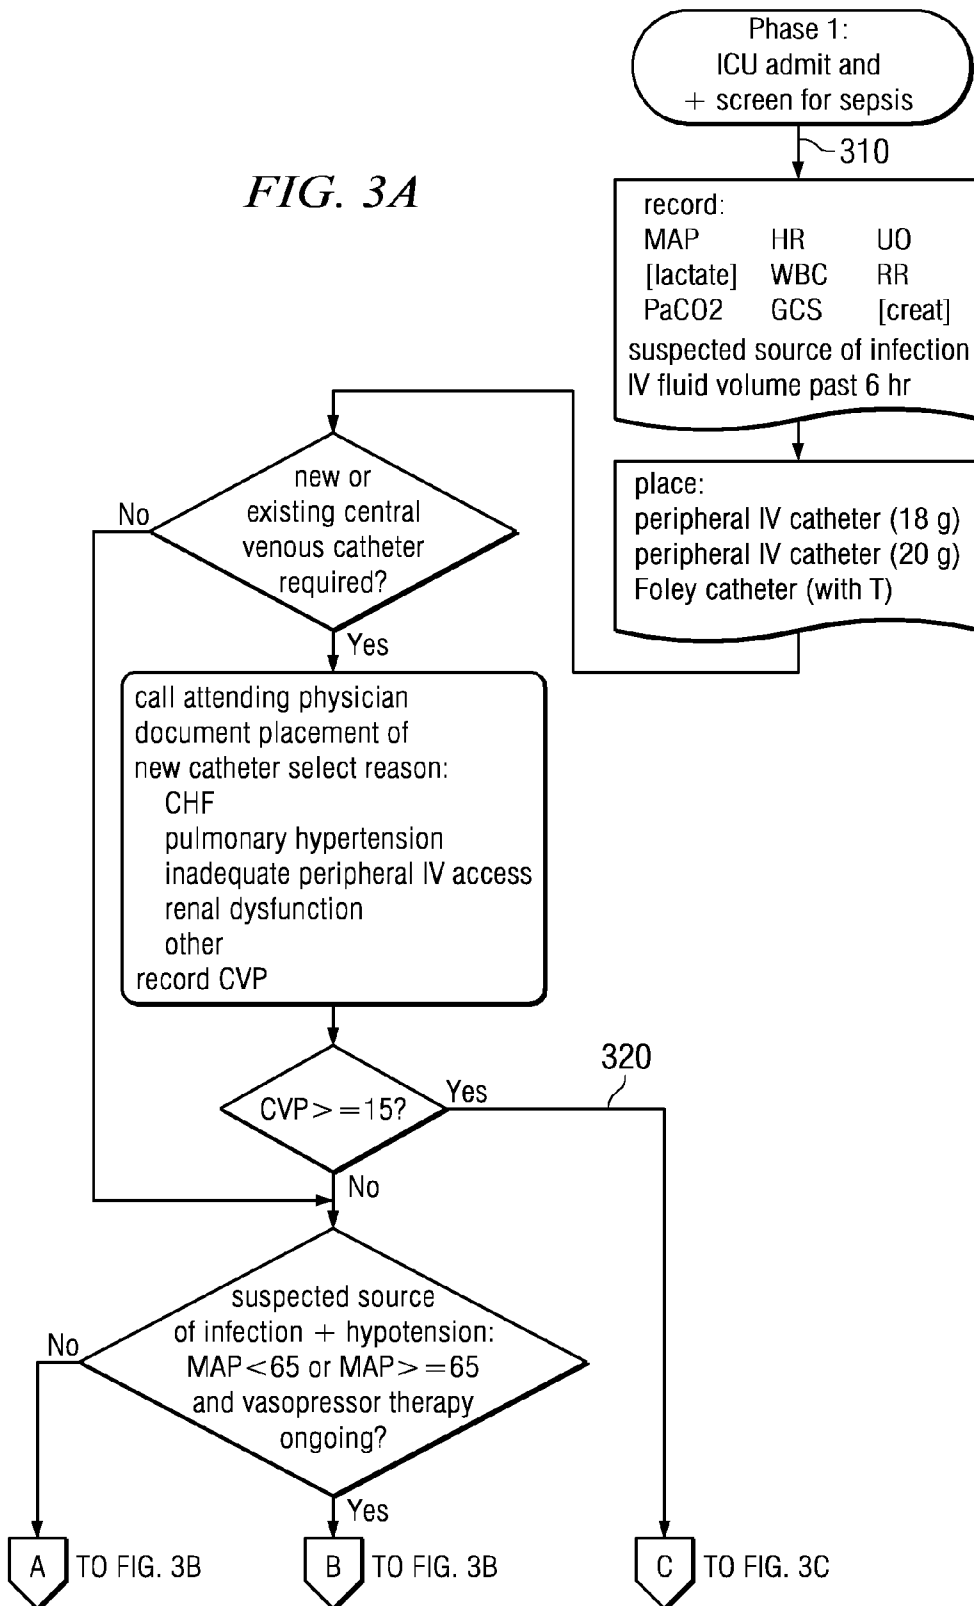 Phase 1:
ICU admit and
+ screen for sepsis
310
FIG. 3A
record:
MAP HR UO
[lactate] WBC RR
PaCO2 GCS [creat]
suspected source of infection
IV fluid volume past 6 hr
place:
peripheral IV catheter (18 g)
peripheral IV catheter (20 g)
Foley catheter (with T)
new or
existing central
venous catheter
required?
No
Yes
call attending physician
document placement of
new catheter select reason:
CHF
pulmonary hypertension
inadequate peripheral IV access
renal dysfunction
other
record CVP
CVP>=15?
Yes
320
No
suspected source
of infection + hypotension:
MAP<65 or MAP>=65
and vasopressor therapy
ongoing?
No
Yes
A TO FIG. 3B
B TO FIG. 3B
C TO FIG. 3C